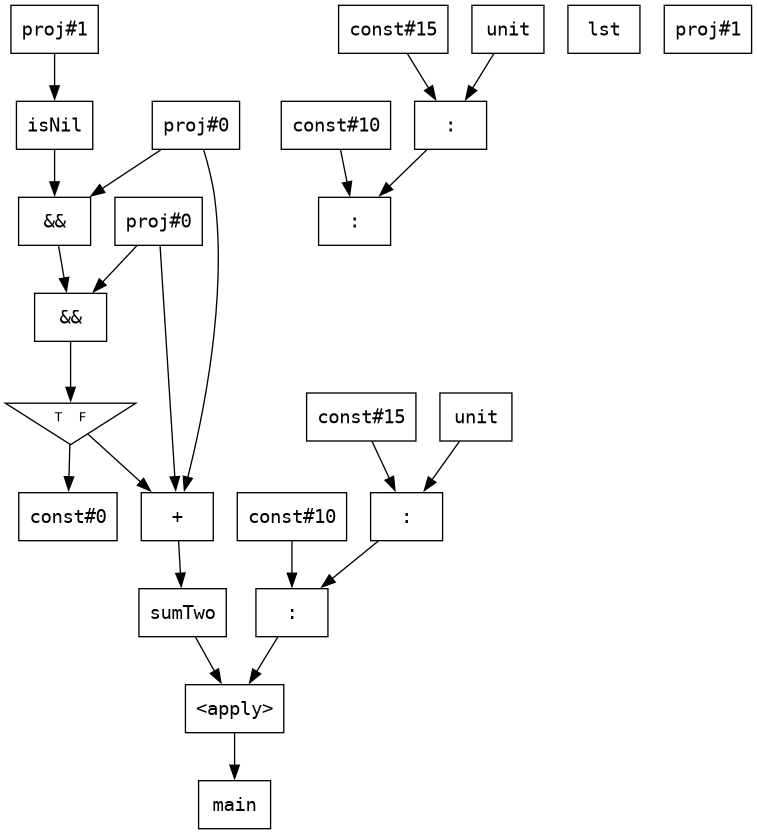 proj#1
const#15
unit
lst
proj#1
isNil
proj#0
const#10
:
&&
proj#0
:
&&
T F
const#15
unit
const#0
+
const#10
:
sumTwo
:
<apply>
main